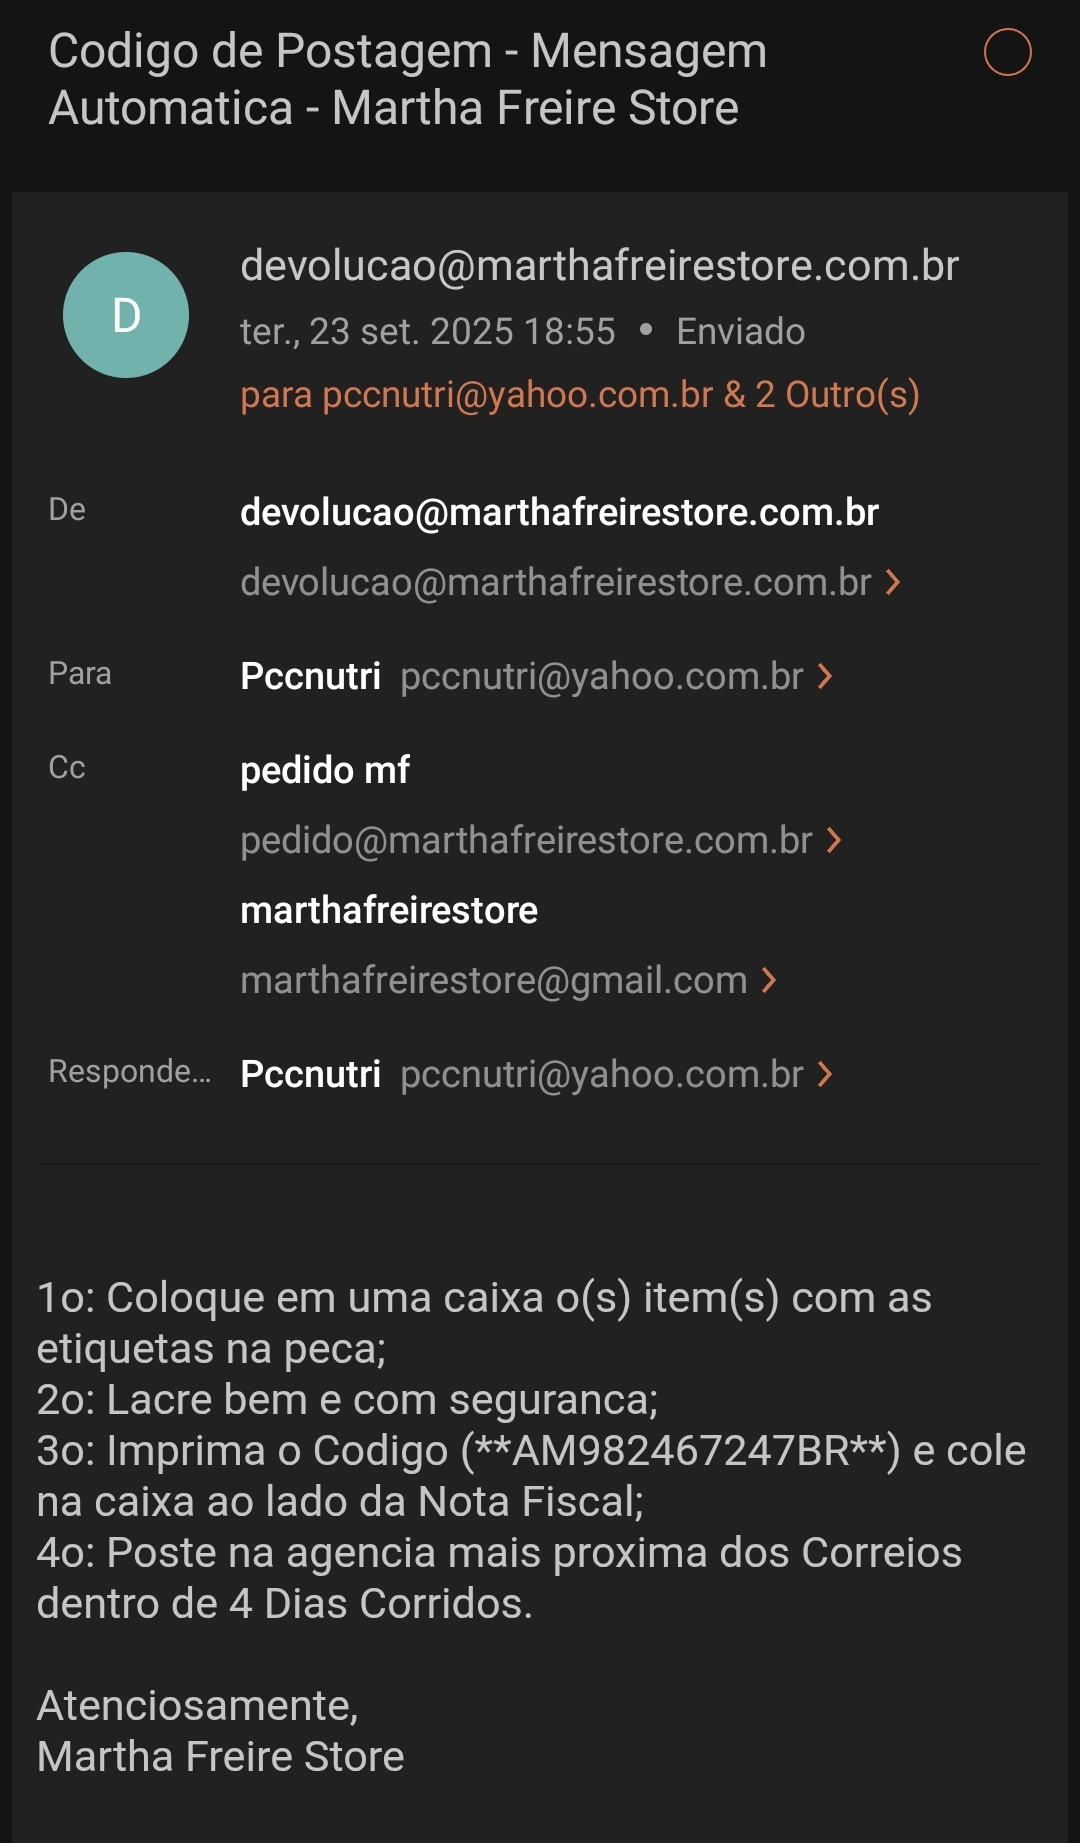 Codigo de Postagem - Mensagem
Automatica - Martha Freire Store
D
devolucao@marthafreirestore.com.br
ter., 23 set. 2025 18:55 • Enviado
para pccnutri@yahoo.com.br & 2 Outro(s)
De devolucao@marthafreirestore.com.br
devolucao@marthafreirestore.com.br >
Para Pccnutri pccnutri@yahoo.com.br >
Cc pedido mf
pedido@marthafreirestore.com.br >
marthafreirestore
marthafreirestore@gmail.com >
Responde... Pccnutri pccnutri@yahoo.com.br >
1o: Coloque em uma caixa o(s) item(s) com as
etiquetas na peca;
2o: Lacre bem e com seguranca;
3o: Imprima o Codigo (**AM982467247BR**) e cole
na caixa ao lado da Nota Fiscal;
4o: Poste na agencia mais proxima dos Correios
dentro de 4 Dias Corridos.
Atenciosamente,
Martha Freire Store